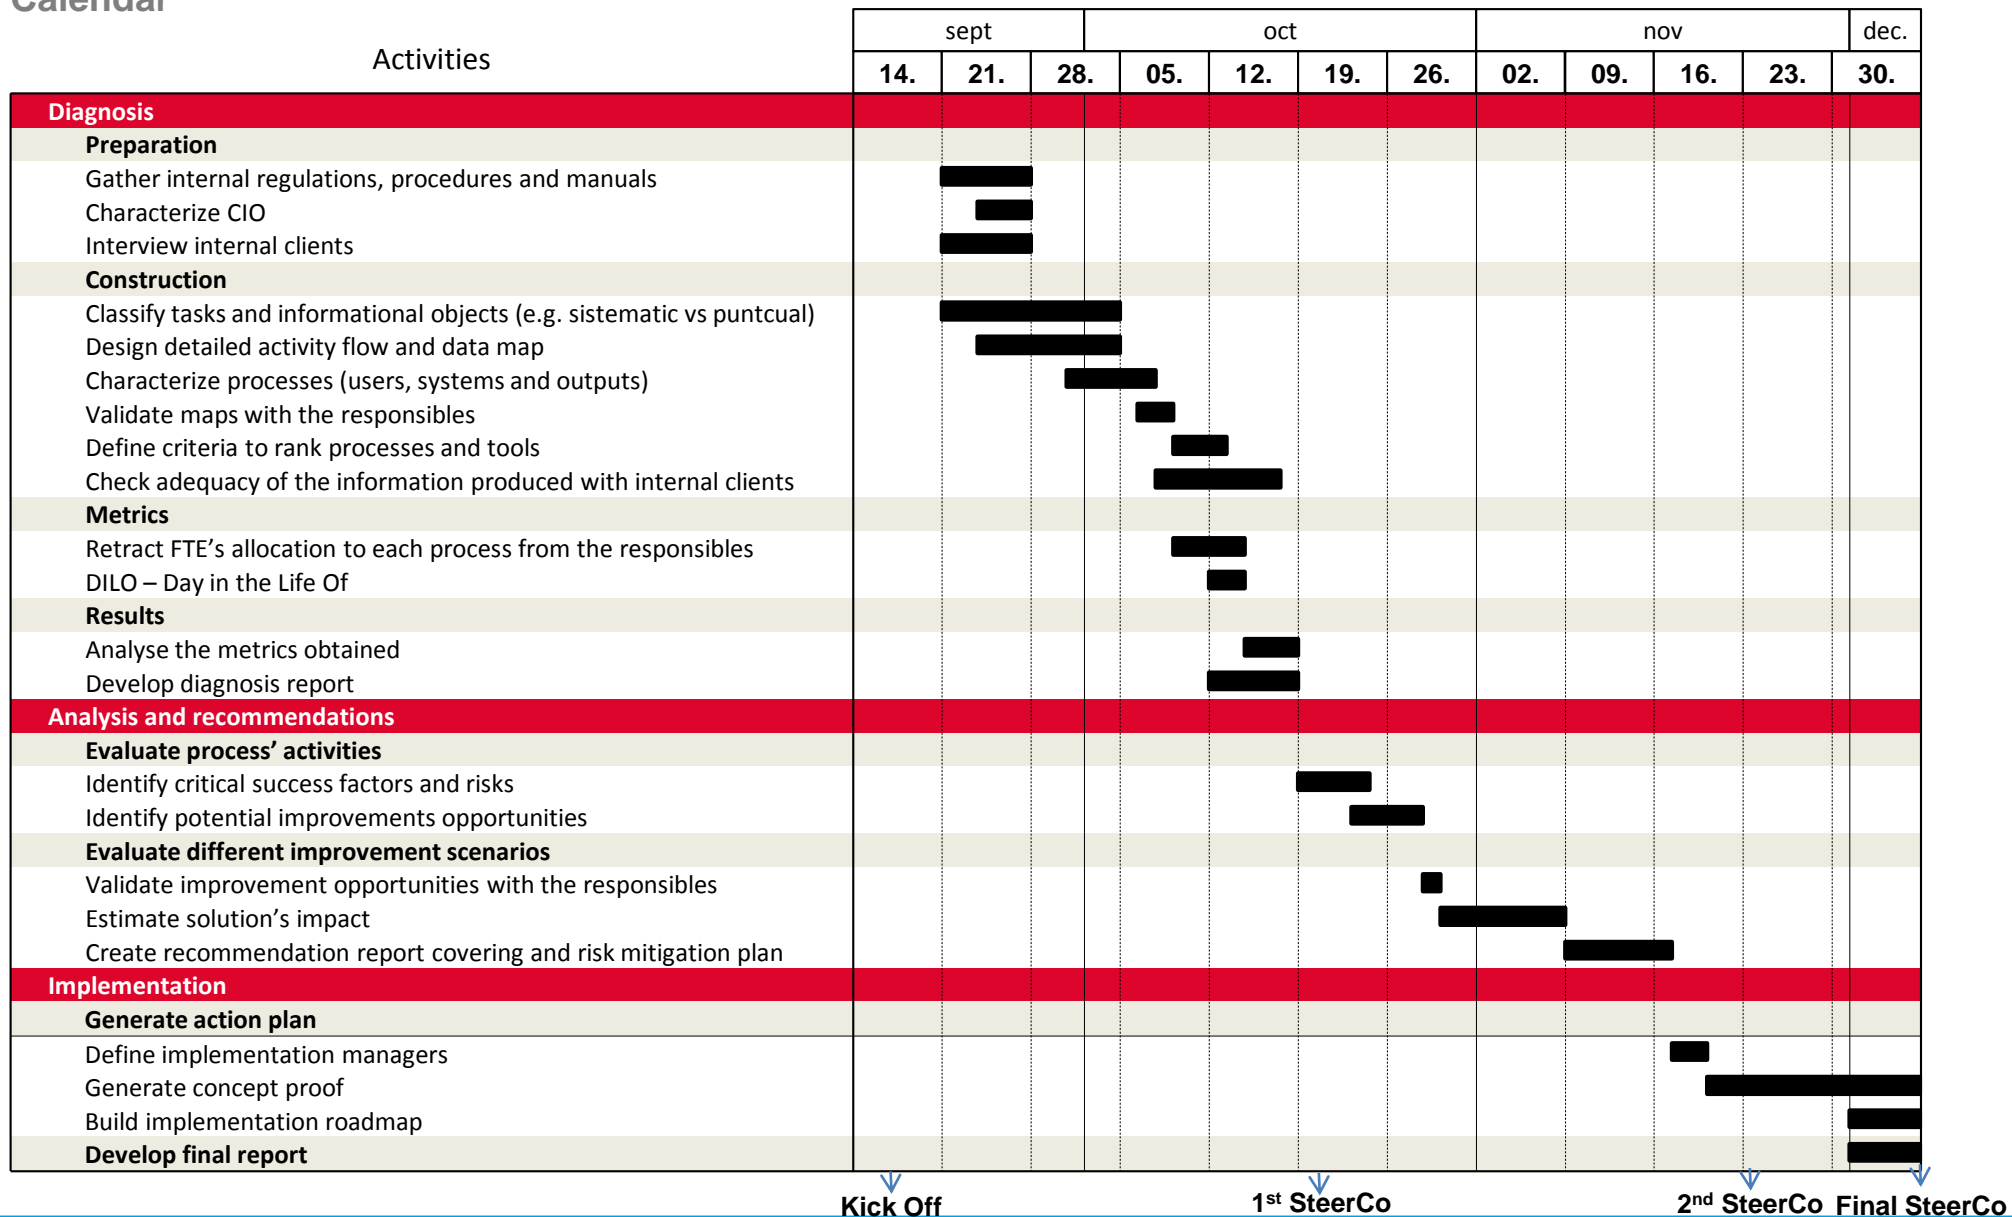 Calendar
sept oct nov dec.
Activities
14. 21. 28. 05. 12. 19. 26. 02. 09. 16. 23. 30.
Diagnosis
Preparation
Gather internal regulations, procedures and manuals
Characterize CIO
Interview internal clients
Construction
Classify tasks and informational objects (e.g. sistematic vs puntcual)
Design detailed activity flow and data map
Characterize processes (users, systems and outputs)
Validate maps with the responsibles
Define criteria to rank processes and tools
Check adequacy of the information produced with internal clients
Metrics
Retract FTE’s allocation to each process from the responsibles
DILO – Day in the Life Of
Results
Analyse the metrics obtained
Develop diagnosis report
Analysis and recommendations
Evaluate process’ activities
Identify critical success factors and risks
Identify potential improvements opportunities
Evaluate different improvement scenarios
Validate improvement opportunities with the responsibles
Estimate solution’s impact
Create recommendation report covering and risk mitigation plan
Implementation
Generate action plan
Define implementation managers
Generate concept proof
Build implementation roadmap
Develop final report
Kick Off 1st SteerCo 2nd SteerCo Final SteerCo